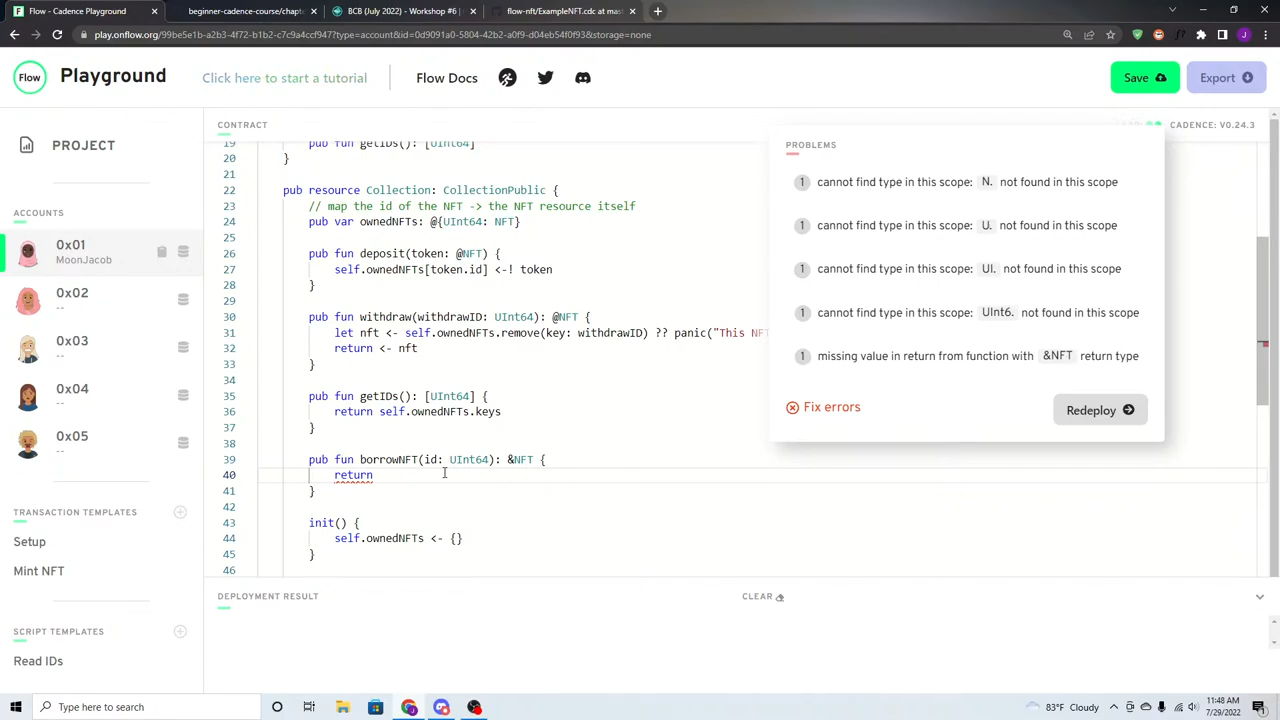 Flow - Cadence Playground
beginner-cadence-course/chapte
BCB (July 2022) - Workshop #6 |
flow-nft/ExampleNFT.cdc at mast
play.onflow.org/99be5e1b-a2b3-4f72-b1b2-c7c9a4ccf947?type=account&id=0d9091a0-5804-42b2-a0f9-d04eb54f0f93&storage=none
Flow
Playground
Click here to start a tutorial
Flow Docs
Save
Export
PROJECT
ACCOUNTS
0x01
MoonJacob
0x02
--
0x03
--
0x04
--
0x05
--
TRANSACTION TEMPLATES
Setup
Mint NFT
SCRIPT TEMPLATES
Read IDs
CONTRACT
CADENCE: V0.24.3
19 pub fun getIDs(): [UInt64]
20 }
21
22 pub resource Collection: CollectionPublic {
23 // map the id of the NFT -> the NFT resource itself
24 pub var ownedNFTs: @{UInt64: NFT}
25
26 pub fun deposit(token: @NFT) {
27 self.ownedNFTs[token.id] <-! token
28 }
29
30 pub fun withdraw(withdrawID: UInt64): @NFT {
31 let nft <- self.ownedNFTs.remove(key: withdrawID) ?? panic("This NFT
32 return <- nft
33 }
34
35 pub fun getIDs(): [UInt64] {
36 return self.ownedNFTs.keys
37 }
38
39 pub fun borrowNFT(id: UInt64): &NFT {
40 return
41 }
42
43 init() {
44 self.ownedNFTs <- {}
45 }
46
PROBLEMS
1 cannot find type in this scope: N. not found in this scope
1 cannot find type in this scope: U. not found in this scope
1 cannot find type in this scope: UI. not found in this scope
1 cannot find type in this scope: UInt6. not found in this scope
1 missing value in return from function with &NFT return type
Fix errors
Redeploy
DEPLOYMENT RESULT
CLEAR
Type here to search
83°F Cloudy
11:48 AM
7/29/2022